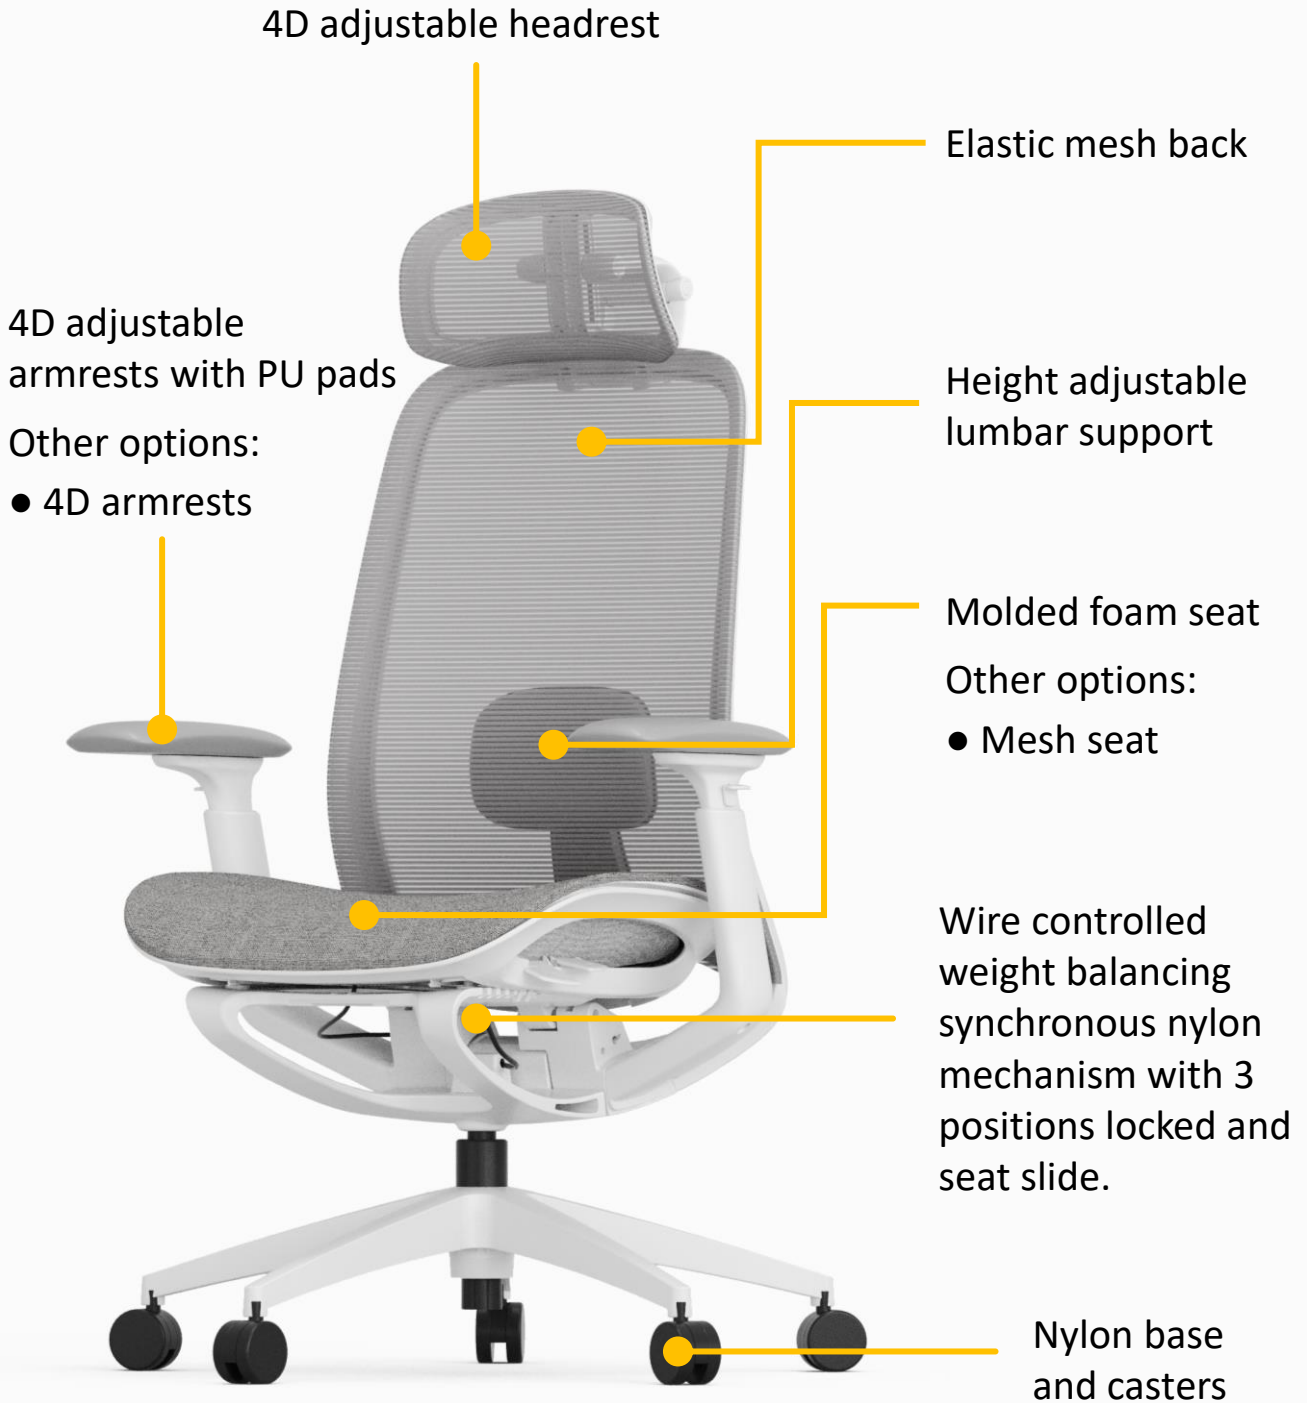 4D adjustable headrest
Elastic mesh back
4D adjustable
armrests with PU pads
Other options:
● 4D armrests
Height adjustable
lumbar support
Molded foam seat
Other options:
● Mesh seat
Wire controlled
weight balancing
synchronous nylon
mechanism with 3
positions locked and
seat slide.
Nylon base
and casters